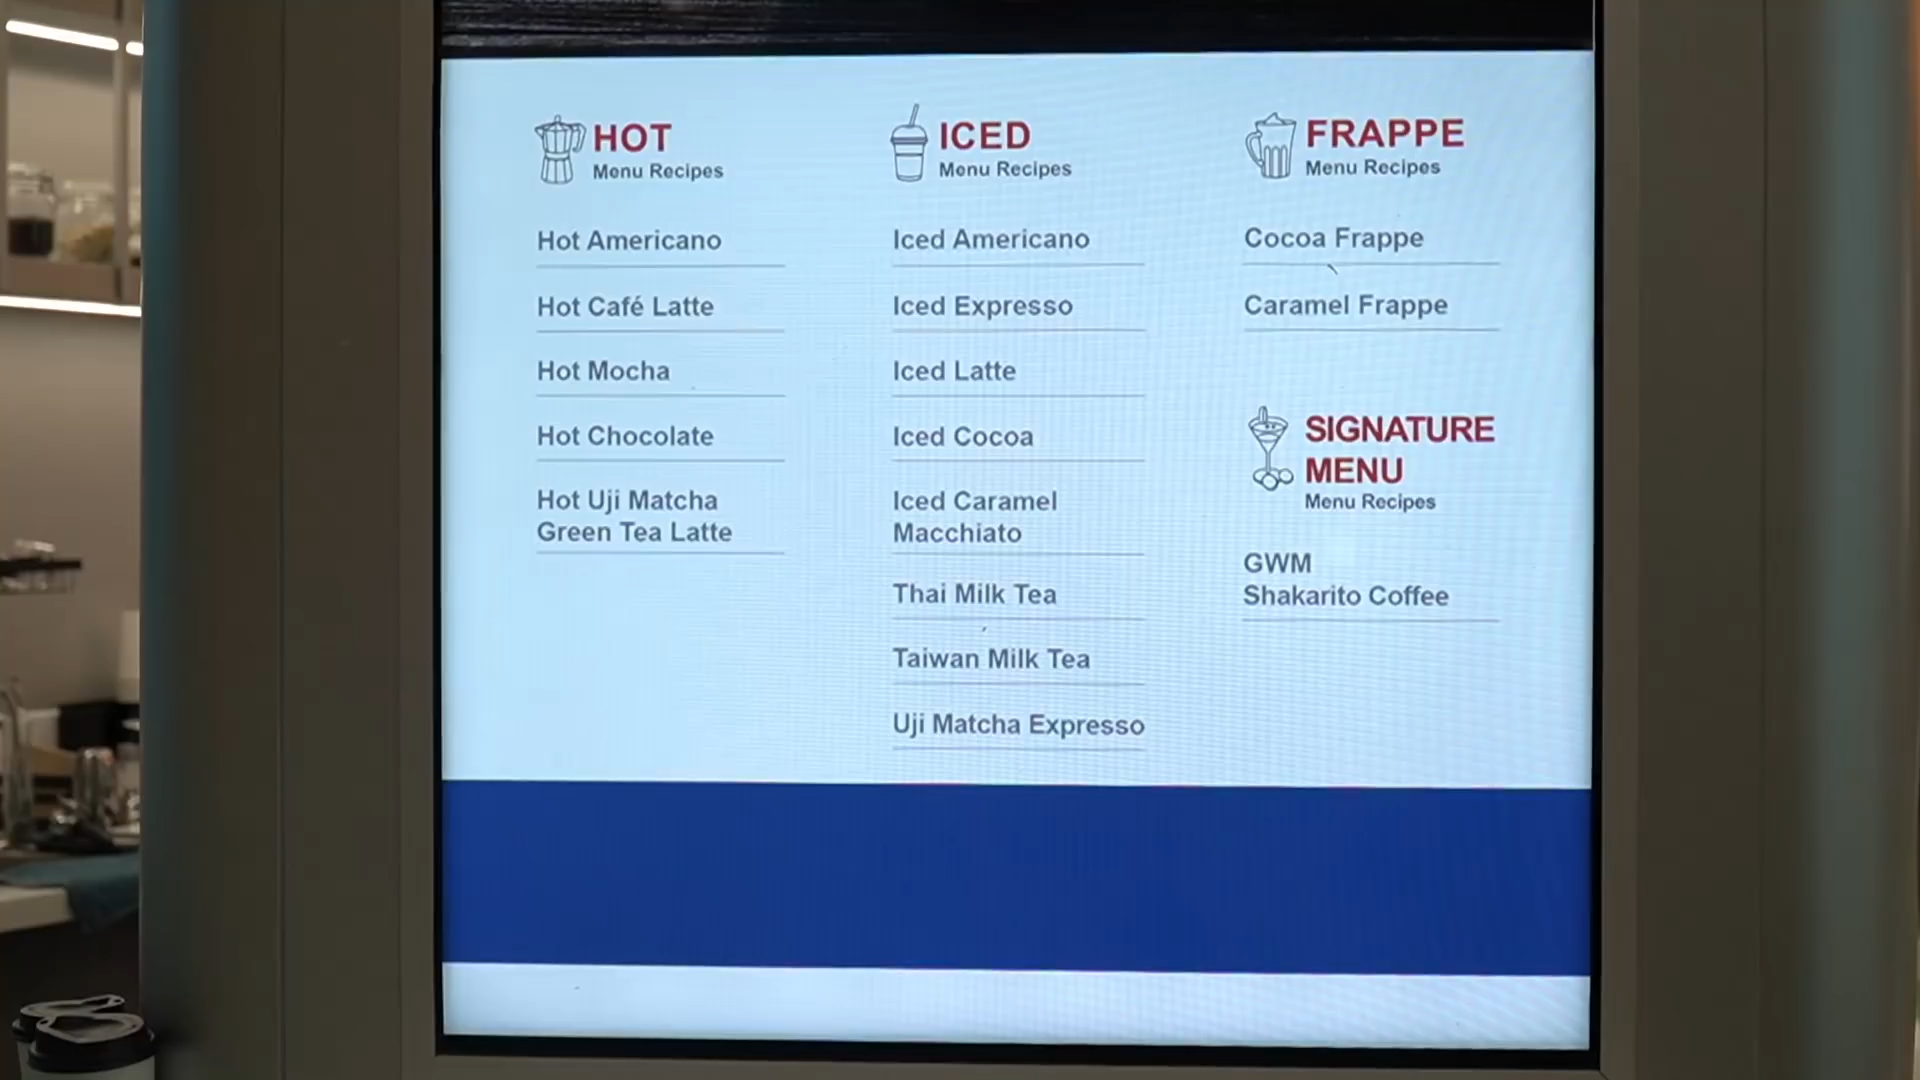 HOT
Menu Recipes
Hot Americano
Hot Café Latte
Hot Mocha
Hot Chocolate
Hot Uji Matcha
Green Tea Latte
ICED
Menu Recipes
Iced Americano
Iced Expresso
Iced Latte
Iced Cocoa
Iced Caramel
Macchiato
Thai Milk Tea
Taiwan Milk Tea
Uji Matcha Expresso
FRAPPE
Menu Recipes
Cocoa Frappe
Caramel Frappe
SIGNATURE
MENU
Menu Recipes
GWM
Shakarito Coffee